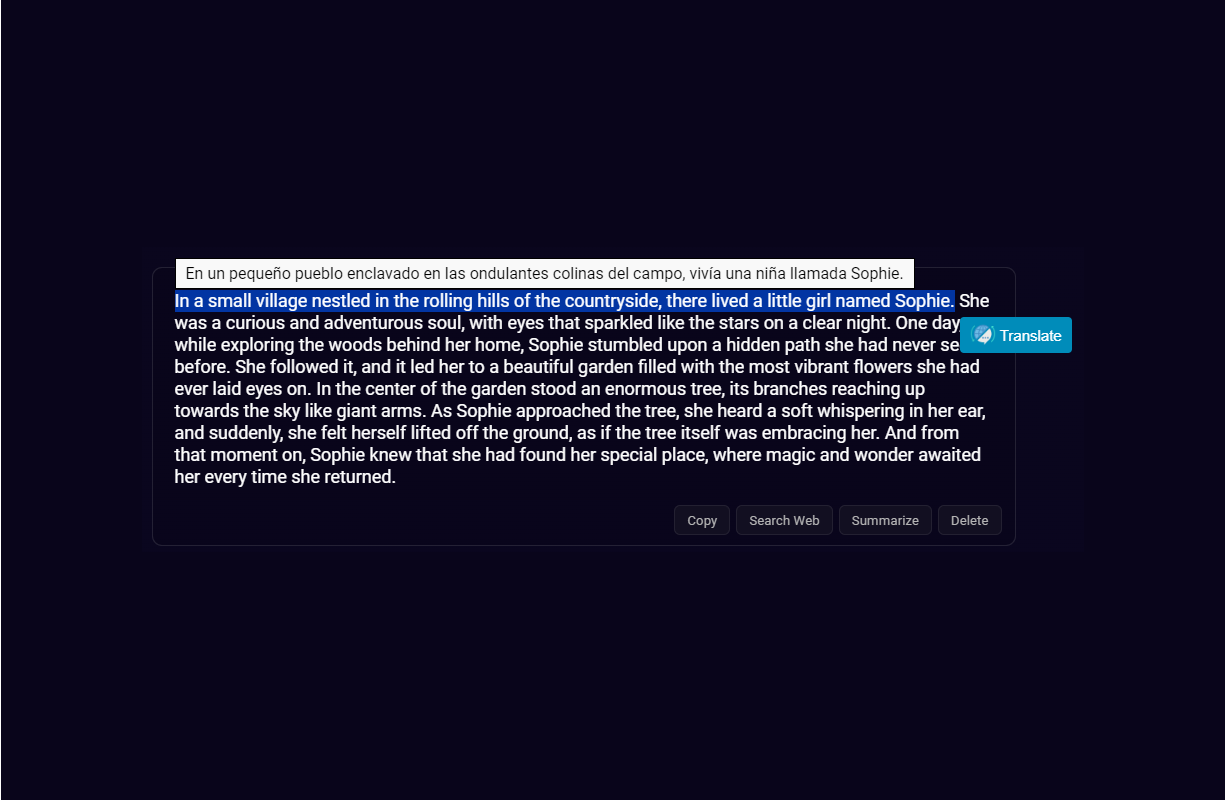 En un pequeño pueblo enclavado en las ondulantes colinas del campo, vivía una niña llamada Sophie.
In a small village nestled in the rolling hills of the countryside, there lived a little girl named Sophie. She
was a curious and adventurous soul, with eyes that sparkled like the stars on a clear night. One day,
Translate
while exploring the woods behind her home, Sophie stumbled upon a hidden path she had never
before. She followed it, and it led her to a beautiful garden filled with the most vibrant flowers she had
ever laid eyes on. In the center of the garden stood an enormous tree, its branches reaching up
towards the sky like giant arms. As Sophie approached the tree, she heard a soft whispering in her ear,
and suddenly, she felt herself lifted off the ground, as if the tree itself was embracing her. And from
that moment on, Sophie knew that she had found her special place, where magic and wonder awaited
her every time she returned.
Copy Search Web Summarize Delete